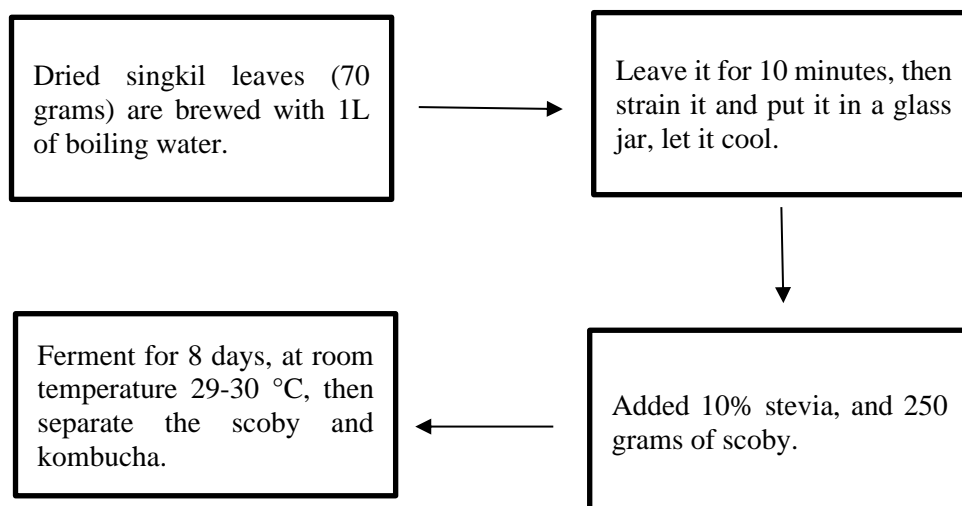 Dried singkil leaves (70
grams) are brewed with 1L
of boiling water.
Leave it for 10 minutes, then
strain it and put it in a glass
jar, let it cool.
Added 10% stevia, and 250
grams of scoby.
Ferment for 8 days, at room
temperature 29-30 °C, then
separate the scoby and
kombucha.